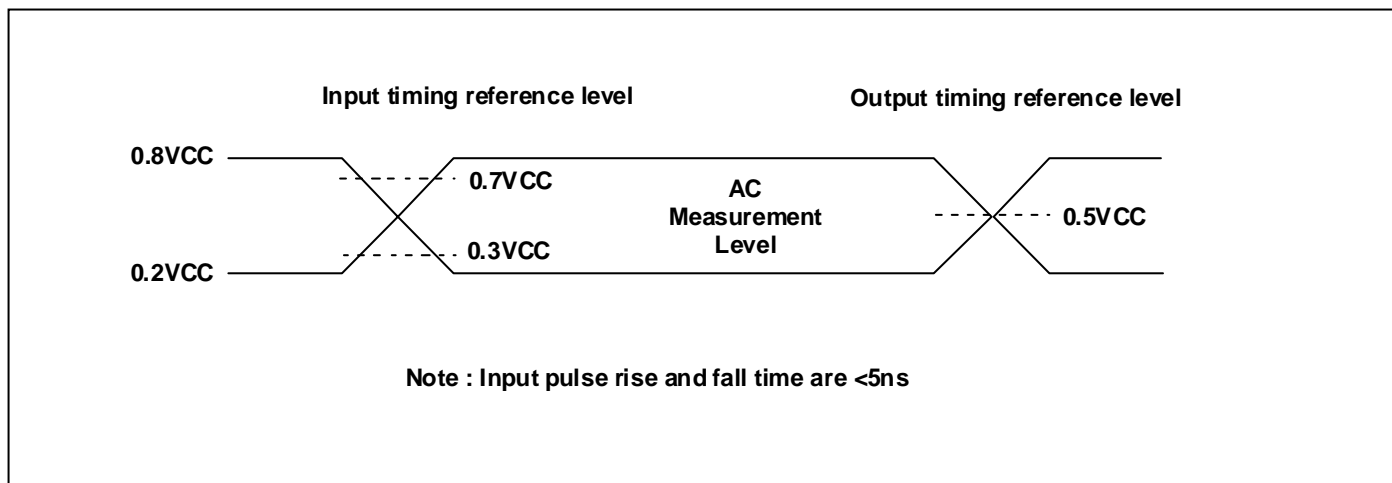 Input timing reference level
Output timing reference level
0.8VCC
0.7VCC
AC
Measurement
Level
0.5VCC
0.3VCC
0.2VCC
Note : Input pulse rise and fall time are <5ns